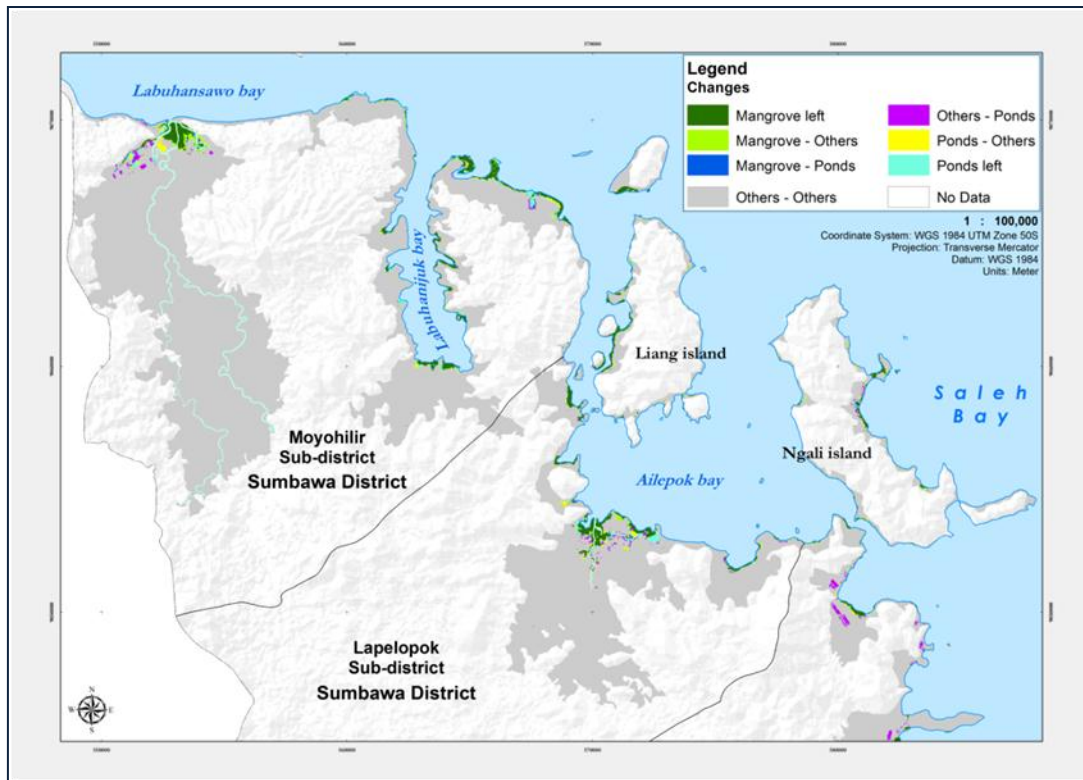 Labuhansawo bay
Legend
Changes
Mangrove left
Mangrove - Others
Mangrove - Ponds
Others - Others
Others - Ponds
Ponds - Others
Ponds left
No Data
1 : 100,000
Coordinate System: WGS 1984 UTM Zone 50S
Projection: Transverse Mercator
Datum: WGS 1984
Units: Meter
Labuhanijuk bay
Liang island
Saleh
Bay
Moyohilir
Sub-district
Sumbawa District
Ngali island
Ailepok bay
Lapelopok
Sub-district
Sumbawa District
N
W E
S